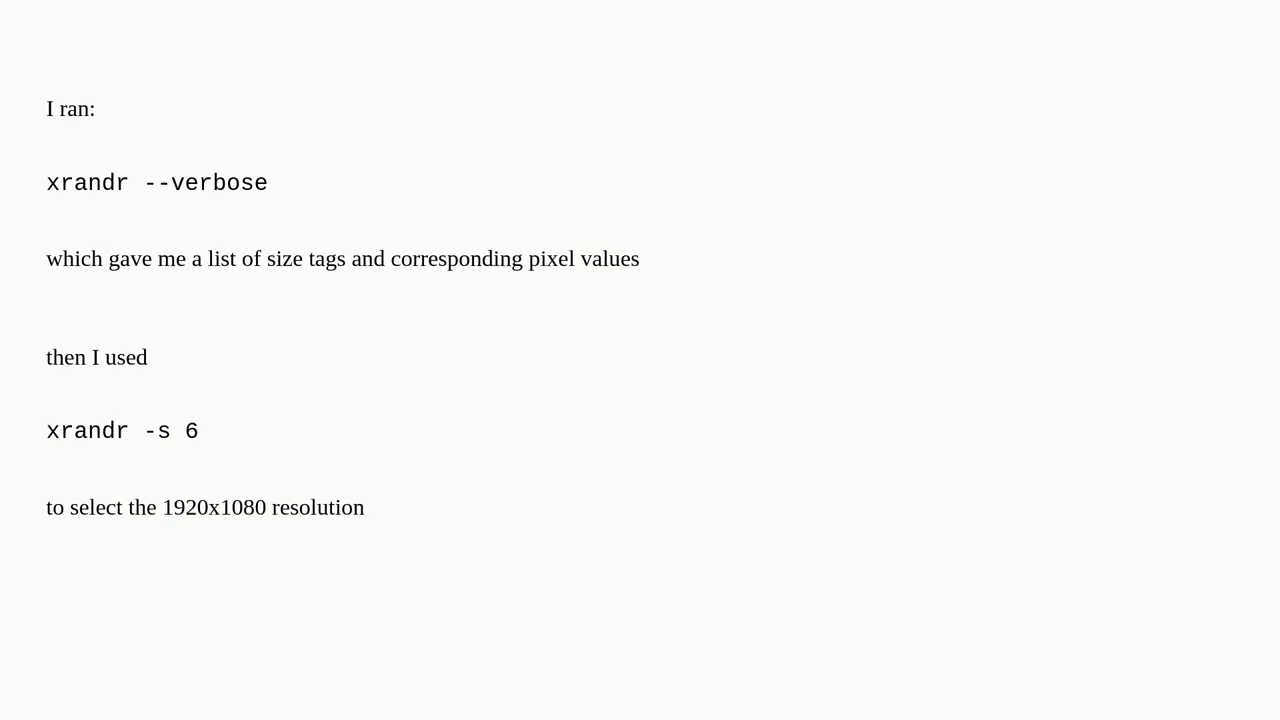 I ran:
xrandr --verbose
which gave me a list of size tags and corresponding pixel values
then I used
xrandr -s 6
to select the 1920x1080 resolution